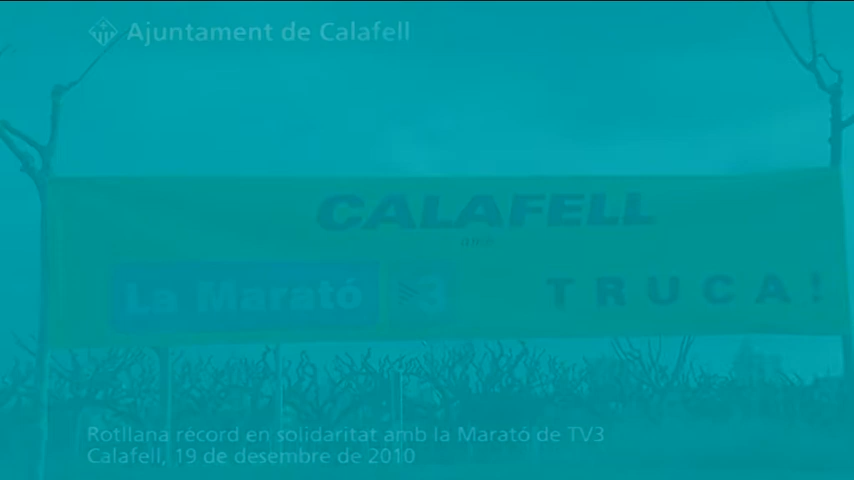 Ajuntament de Calafell
CALAFELL
amb
La Marató 3
TRUCA!
Rotllana rècord en solidaritat amb la Marató de TV3
Calafell, 19 de desembre de 2010